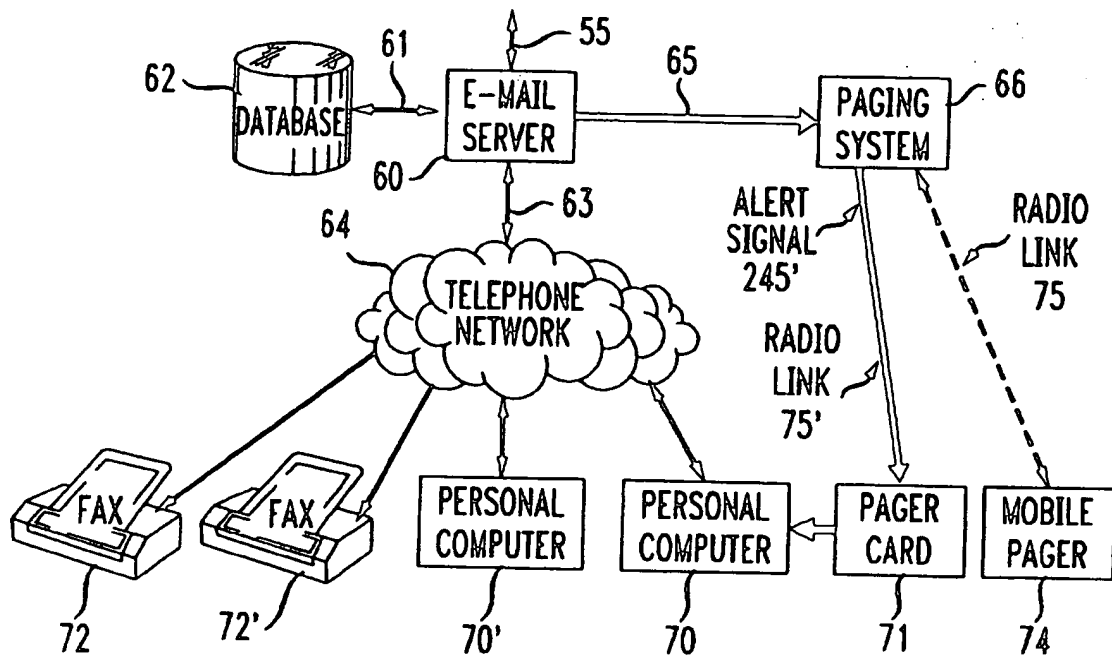 55
61
62
DATABASE
E-MAIL
SERVER
60
65
PAGING
SYSTEM
66
63
64
TELEPHONE
NETWORK
ALERT
SIGNAL
245'
RADIO
LINK
75
RADIO
LINK
75'
FAX
FAX
PERSONAL
COMPUTER
PERSONAL
COMPUTER
PAGER
CARD
MOBILE
PAGER
72
72'
70'
70
71
74